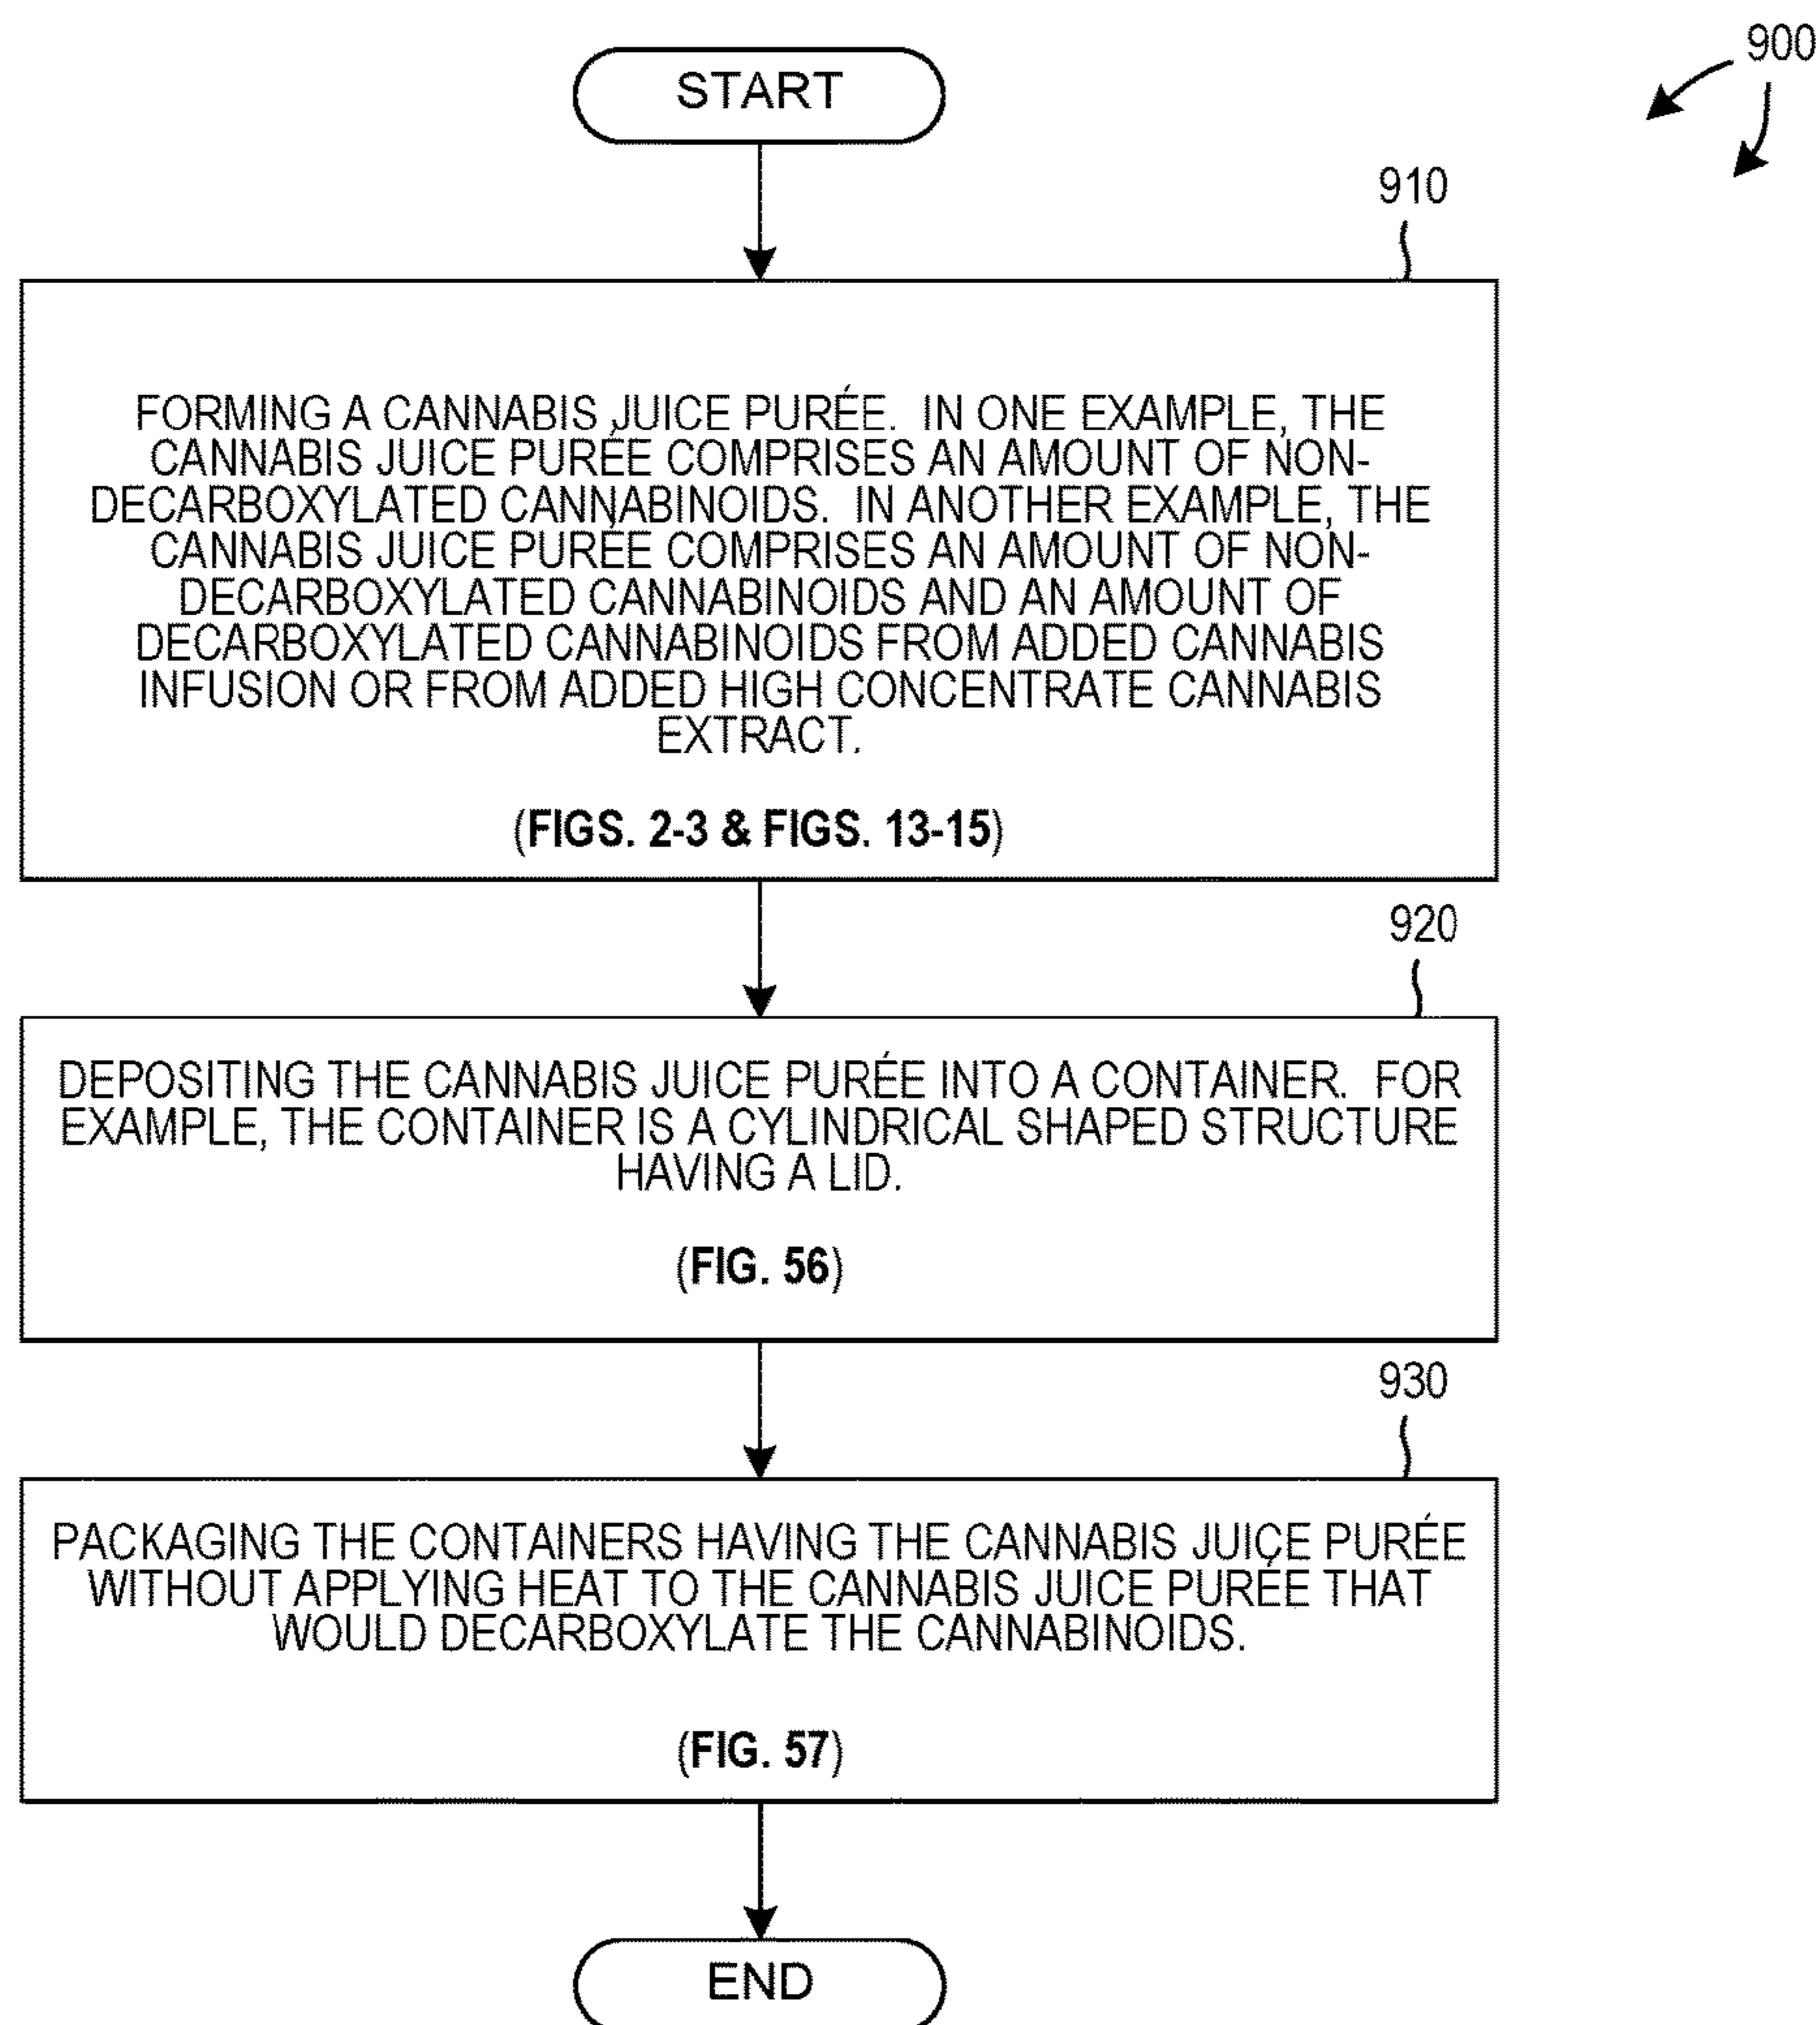 START
900
910
FORMING A CANNABIS JUICE PURÉE. IN ONE EXAMPLE, THE
CANNABIS JUICE PURÉE COMPRISES AN AMOUNT OF NON-
DECARBOXYLATED CANNABINOIDS. IN ANOTHER EXAMPLE, THE
CANNABIS JUICE PURÉE COMPRISES AN AMOUNT OF NON-
DECARBOXYLATED CANNABINOIDS AND AN AMOUNT OF
DECARBOXYLATED CANNABINOIDS FROM ADDED CANNABIS
INFUSION OR FROM ADDED HIGH CONCENTRATE CANNABIS
EXTRACT.
(FIGS. 2-3 & FIGS. 13-15)
920
DEPOSITING THE CANNABIS JUICE PURÉE INTO A CONTAINER. FOR
EXAMPLE, THE CONTAINER IS A CYLINDRICAL SHAPED STRUCTURE
HAVING A LID.
(FIG. 56)
930
PACKAGING THE CONTAINERS HAVING THE CANNABIS JUICE PURÉE
WITHOUT APPLYING HEAT TO THE CANNABIS JUICE PURÉE THAT
WOULD DECARBOXYLATE THE CANNABINOIDS.
(FIG. 57)
END